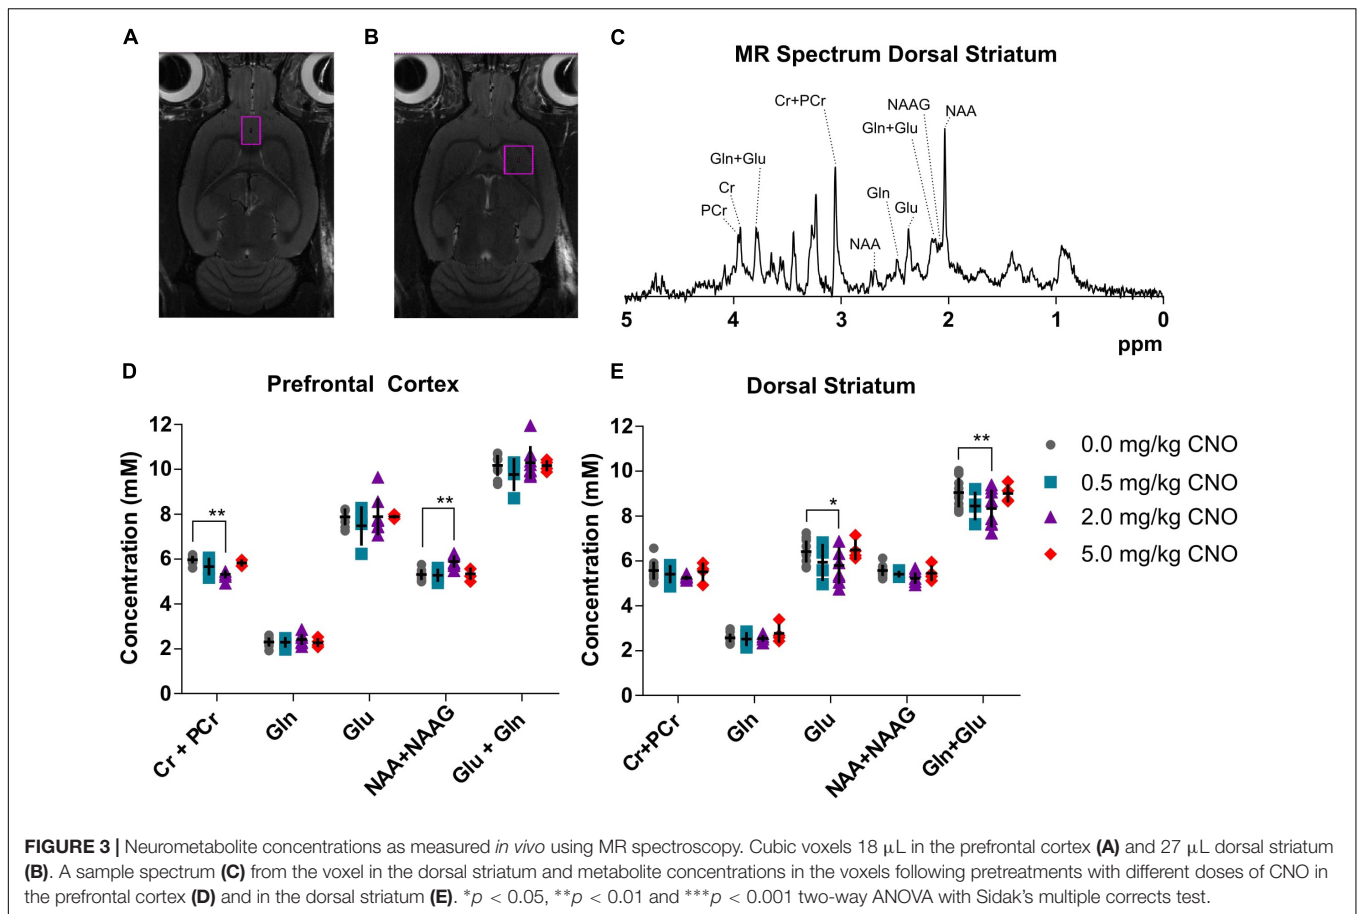 A
B
C
MR Spectrum Dorsal Striatum
Cr+PCr
NAAG
NAA
Gln+Glu
Gln+Glu
Cr
PCr
Gln
Glu
NAA
5
4
3
2
1
0
ppm
D
Prefrontal Cortex
Concentration (mM)
12
10
8
6
4
2
0
**
**
Cr + PCr
Gln
Glu
NAA+NAAG
Glu + Gln
E
Dorsal Striatum
Concentration (mM)
12
10
8
6
4
2
0
*
**
Cr+PCr
Gln
Glu
NAA+NAAG
Gln+Glu
0.0 mg/kg CNO
0.5 mg/kg CNO
2.0 mg/kg CNO
5.0 mg/kg CNO
FIGURE 3 | Neurometabolite concentrations as measured in vivo using MR spectroscopy. Cubic voxels 18 μL in the prefrontal cortex (A) and 27 μL dorsal striatum
(B). A sample spectrum (C) from the voxel in the dorsal striatum and metabolite concentrations in the voxels following pretreatments with different doses of CNO in
the prefrontal cortex (D) and in the dorsal striatum (E). *p < 0.05, **p < 0.01 and ***p < 0.001 two-way ANOVA with Sidak's multiple corrects test.